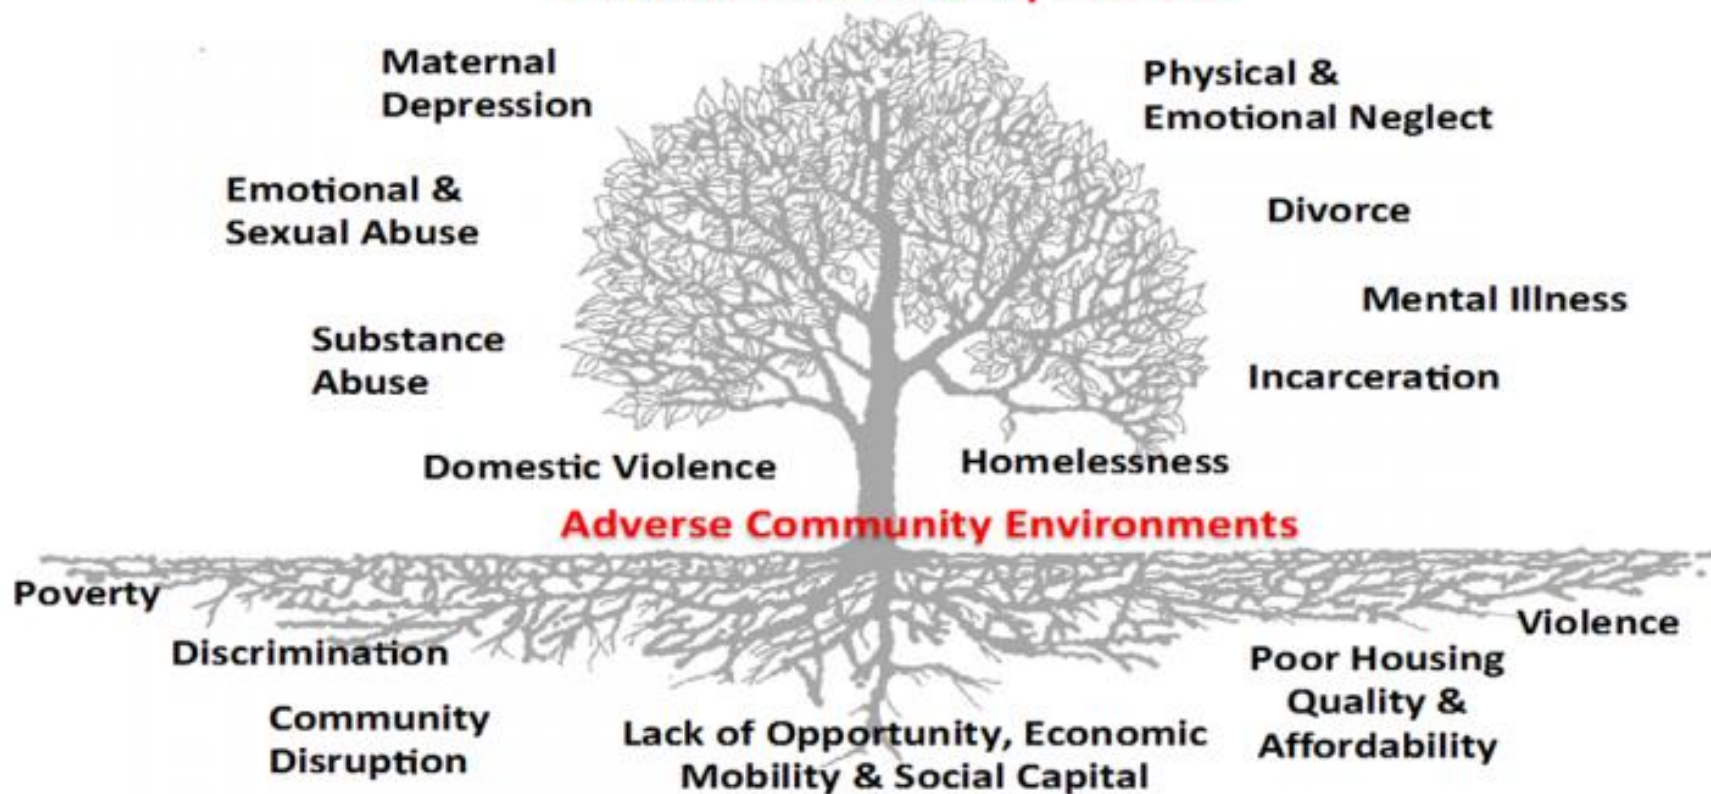 Maternal
Depression
Physical &
Emotional Neglect
Emotional &
Sexual Abuse
Divorce
Mental Illness
Substance
Abuse
Incarceration
Domestic Violence
Homelessness
Adverse Community Environments
Poverty
Violence
Discrimination
Poor Housing
Quality &
Affordability
Community
Disruption
Lack of Opportunity, Economic
Mobility & Social Capital